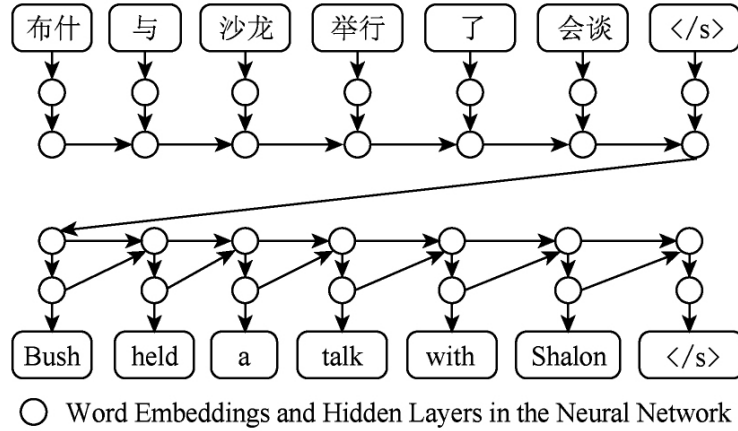 布什 与 沙龙 举行 了 会谈 </s>
Bush held a talk with Shalon </s>
Word Embeddings and Hidden Layers in the Neural Network